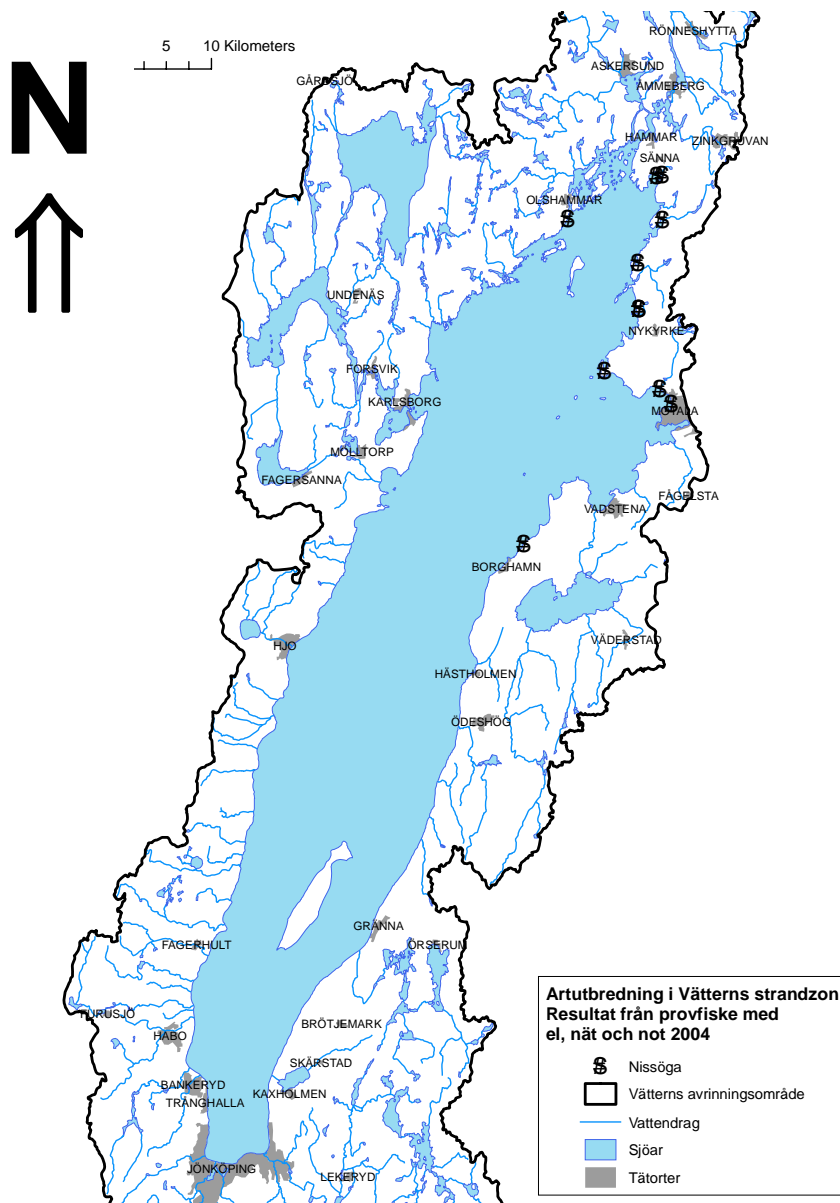 RÖNNESHYTTA
5 10 Kilometers
N
ASKERSUND
GÅRDSJÖ
ÅMMEBERG
HAMMAR
ZINKGRUVAN
SÄNNA
OLSHAMMAR
UNDENÄS
NYKYRKE
FORSVIK
KARLSBORG
MOTALA
MÖLLTORP
FAGERSANNA
FÅGELSTA
VADSTENA
BORGHAMN
VÄDERSTAD
HJO
HÄSTHOLMEN
ÖDESHÖG
GRÄNNA
FAGERHULT
ÖRSERUM
FURUSJÖ
BRÖTJEMARK
HABO
SKÄRSTAD
BANKERYD
KAXHOLMEN
TRÅNGHALLA
JÖNKÖPING
LEKERYD
Artutbredning i Vätterns strandzon
Resultat från provfiske med
el, nät och not 2004
Nissöga
Vätterns avrinningsområde
Vattendrag
Sjöar
Tätorter